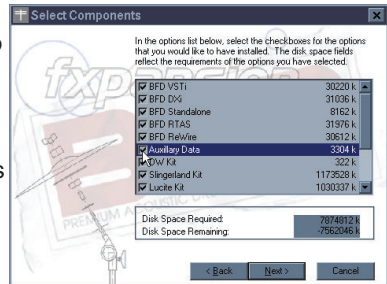 Select Components
In the options list below, select the checkboxes for the options
that you would like to have installed. The disk space fields
reflect the requirements of the options you have selected.
fxpansion
BFD VSTi 30220 k
BFD DXi 31036 k
BFD Standalone 8162 k
BFD RTAS 31976 k
BFD ReWire 30612 k
Auxillary Data 3304 k
DW Kit 322 k
Slingerland Kit 1173528 k
Lucite Kit 1030337 k
PREMIUM ACOUSTIC
Disk Space Required: 7874812 k
Disk Space Remaining: -7562046 k
< Back Next > Cancel